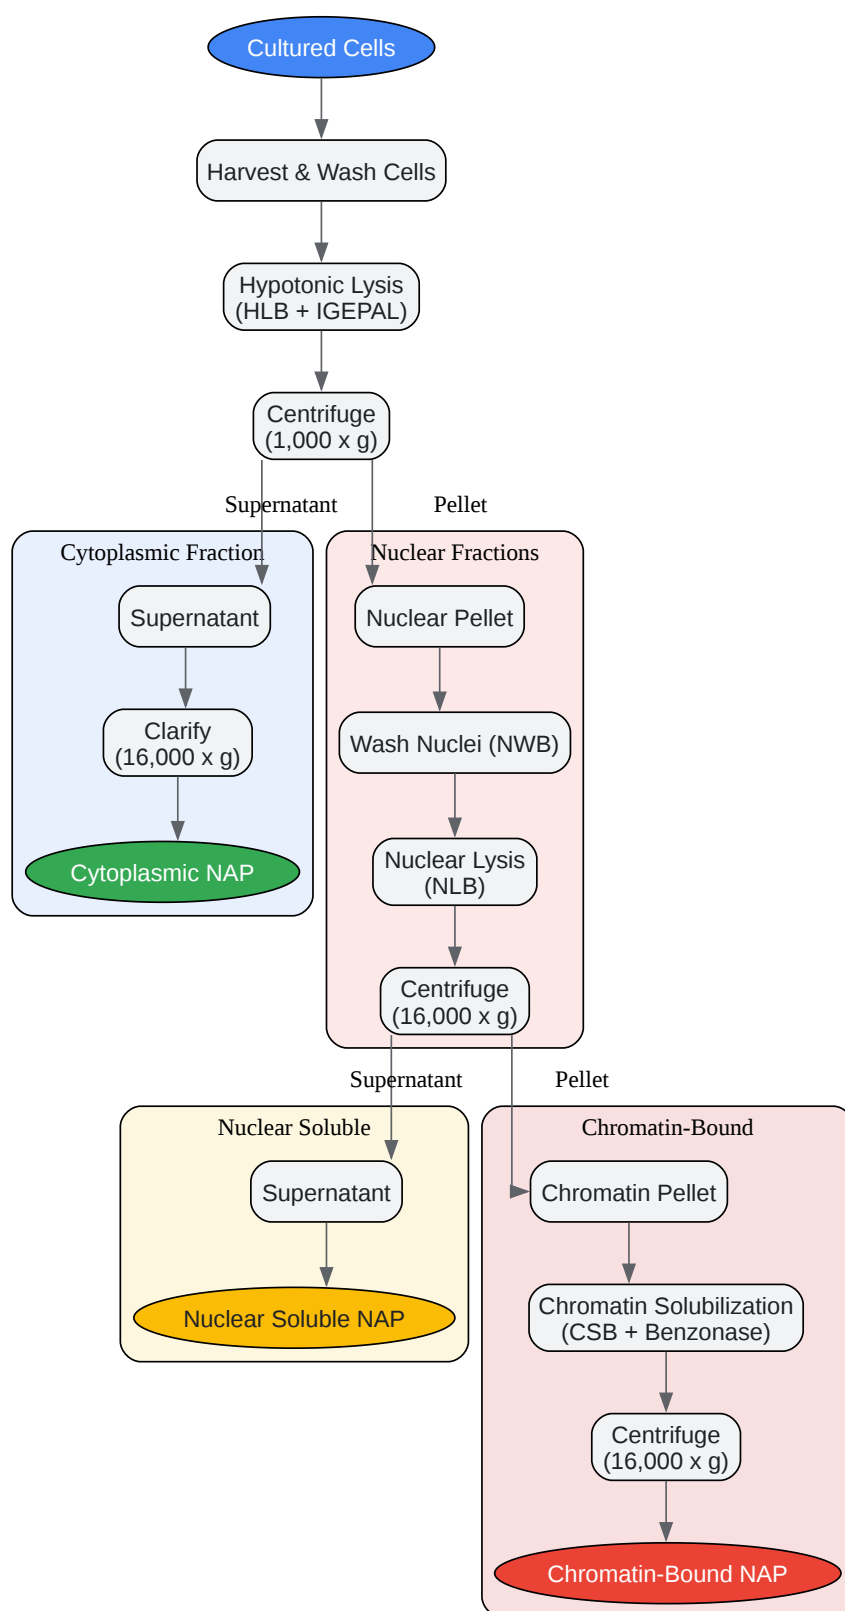 Cultured Cells
Harvest & Wash Cells
Hypotonic Lysis
(HLB + IGEPAL)
Centrifuge
(1,000 x g)
Supernatant
Pellet
Cytoplasmic Fraction
Supernatant
Clarify
(16,000 x g)
Cytoplasmic NAP
Nuclear Fractions
Nuclear Pellet
Wash Nuclei (NWB)
Nuclear Lysis
(NLB)
Centrifuge
(16,000 x g)
Supernatant
Pellet
Nuclear Soluble
Supernatant
Nuclear Soluble NAP
Chromatin-Bound
Chromatin Pellet
Chromatin Solubilization
(CSB + Benzonase)
Centrifuge
(16,000 x g)
Chromatin-Bound NAP